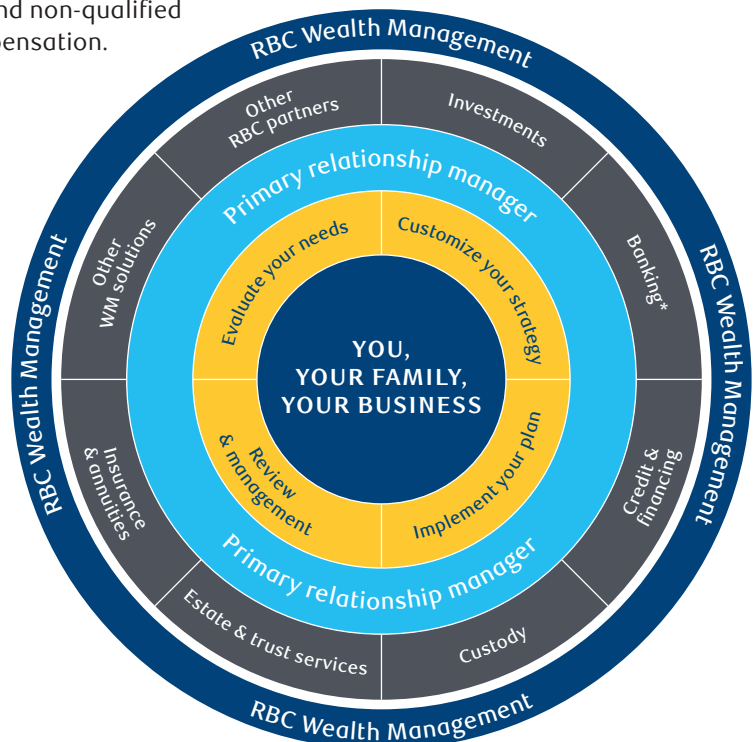 nd non-qualified
pensation.
RBC Wealth Management
RBC Wealth Management
RBC Wealth Management
RBC Wealth Management
Other
RBC partners
Investments
Banking*
Credit &
financing
Custody
Estate & trust services
Insurance
& annuities
Other
WM solutions
Primary relationship manager
Primary relationship manager
Evaluate your needs
Customize your strategy
Implement your plan
Review
& management
YOU,
YOUR FAMILY,
YOUR BUSINESS